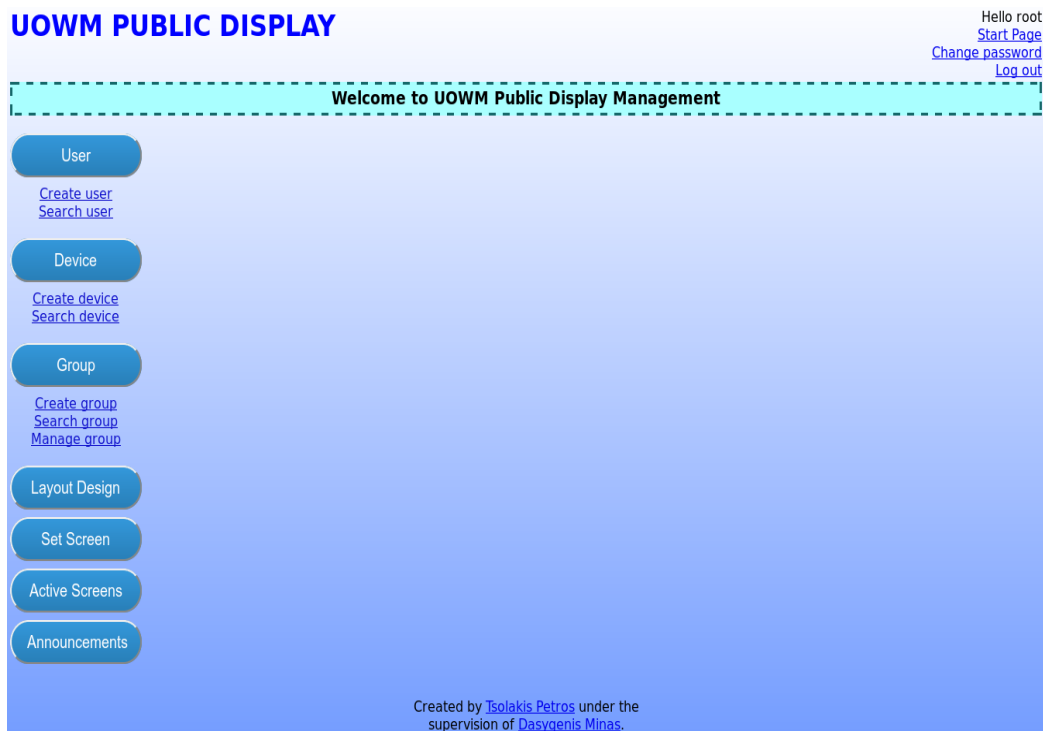 UOWM PUBLIC DISPLAY
Hello root
Start Page
Change password
Log out
Welcome to UOWM Public Display Management
User
Create user
Search user
Device
Create device
Search device
Group
Create group
Search group
Manage group
Layout Design
Set Screen
Active Screens
Announcements
Created by Tsolakis Petros under the
supervision of Dasygenis Minas.